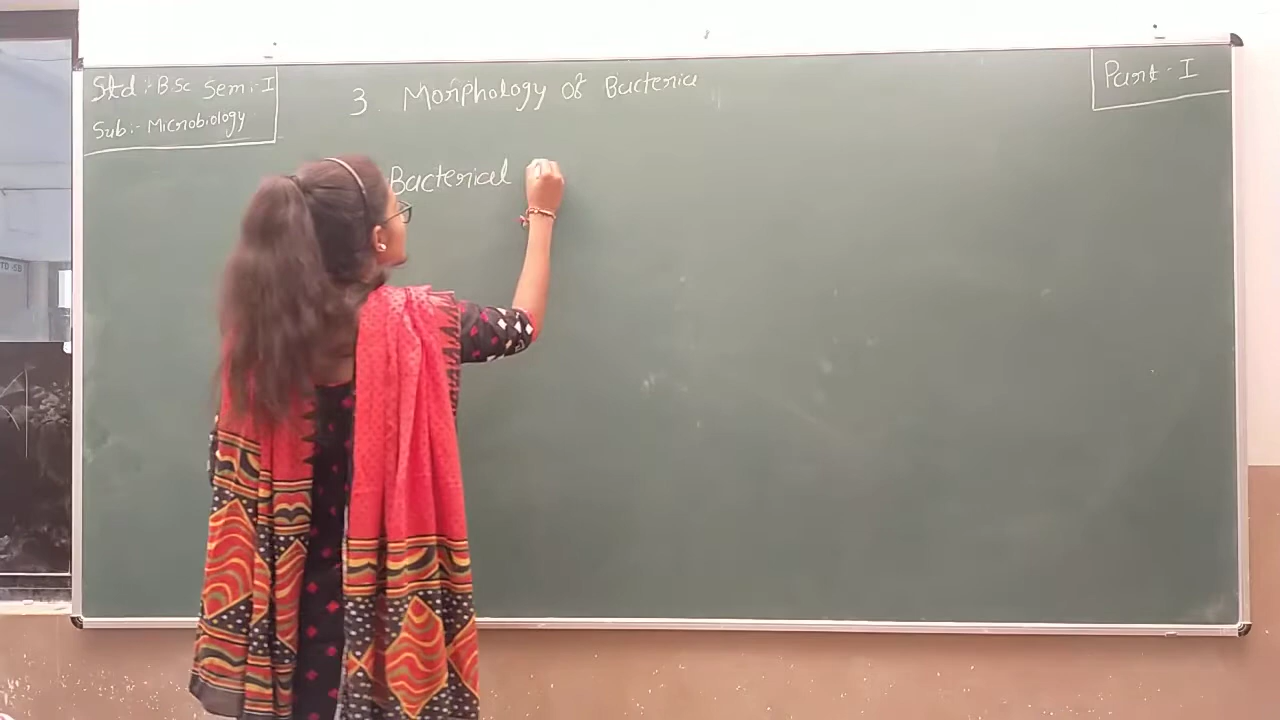 Std :- B.Sc Sem :- I
Sub :- Microbiology
3. Morphology of Bacteria
Part - I
Bacterial